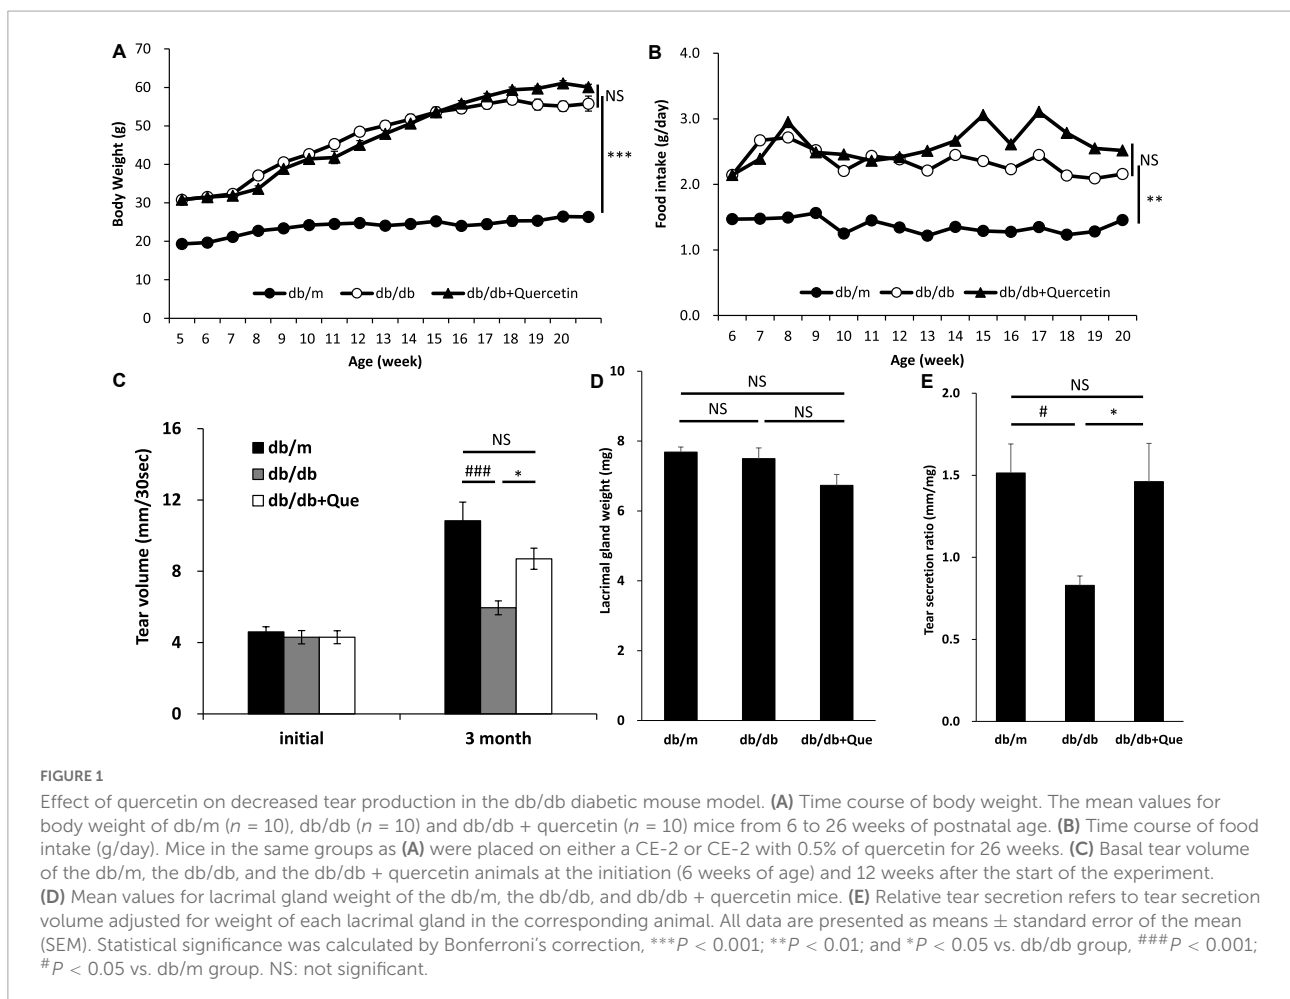 A
70
60
50
40
30
20
10
0
Body Weight (g)
NS
***
db/m
db/db
db/db+Quercetin
5 6 7 8 9 10 11 12 13 14 15 16 17 18 19 20
Age (week)
B
4.0
3.0
2.0
1.0
0.0
Food intake (g/day)
NS
**
db/m
db/db
db/db+Quercetin
6 7 8 9 10 11 12 13 14 15 16 17 18 19 20
Age (week)
C
16
12
8
4
0
Tear volume (mm/30sec)
db/m
db/db
db/db+Que
NS
### *
initial
3 month
D
10
8
6
4
2
0
Lacrimal gland weight (mg)
NS
NS NS
db/m db/db db/db+Que
E
2.0
1.5
1.0
0.5
0.0
Tear secretion ratio (mm/mg)
NS
# *
db/m db/db db/db+Que
FIGURE 1
Effect of quercetin on decreased tear production in the db/db diabetic mouse model. (A) Time course of body weight. The mean values for
body weight of db/m (n = 10), db/db (n = 10) and db/db + quercetin (n = 10) mice from 6 to 26 weeks of postnatal age. (B) Time course of food
intake (g/day). Mice in the same groups as (A) were placed on either a CE-2 or CE-2 with 0.5% of quercetin for 26 weeks. (C) Basal tear volume
of the db/m, the db/db, and the db/db + quercetin animals at the initiation (6 weeks of age) and 12 weeks after the start of the experiment.
(D) Mean values for lacrimal gland weight of the db/m, the db/db, and db/db + quercetin mice. (E) Relative tear secretion refers to tear secretion
volume adjusted for weight of each lacrimal gland in the corresponding animal. All data are presented as means ± standard error of the mean
(SEM). Statistical significance was calculated by Bonferroni's correction, ***P < 0.001; **P < 0.01; and *P < 0.05 vs. db/db group, ###P < 0.001;
#P < 0.05 vs. db/m group. NS: not significant.